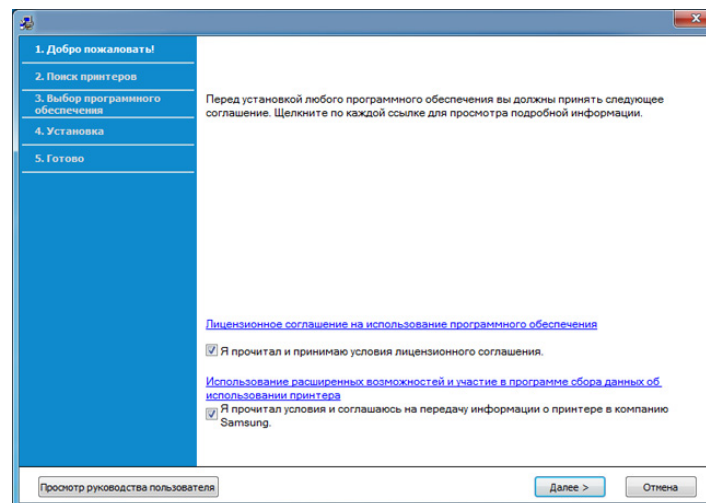 1. Добро пожаловать!
2. Поиск принтеров
3. Выбор программного
обеспечения
4. Установка
5. Готово
Перед установкой любого программного обеспечения вы должны принять следующее
соглашение. Щелкните по каждой ссылке для просмотра подробной информации.
Лицензионное соглашение на использование программного обеспечения
Я прочитал и принимаю условия лицензионного соглашения.
Использование расширенных возможностей и участие в программе сбора данных об
использовании принтера
Я прочитал условия и соглашаюсь на передачу информации о принтере в компанию
Samsung.
Просмотр руководства пользователя
Далее >
Отмена